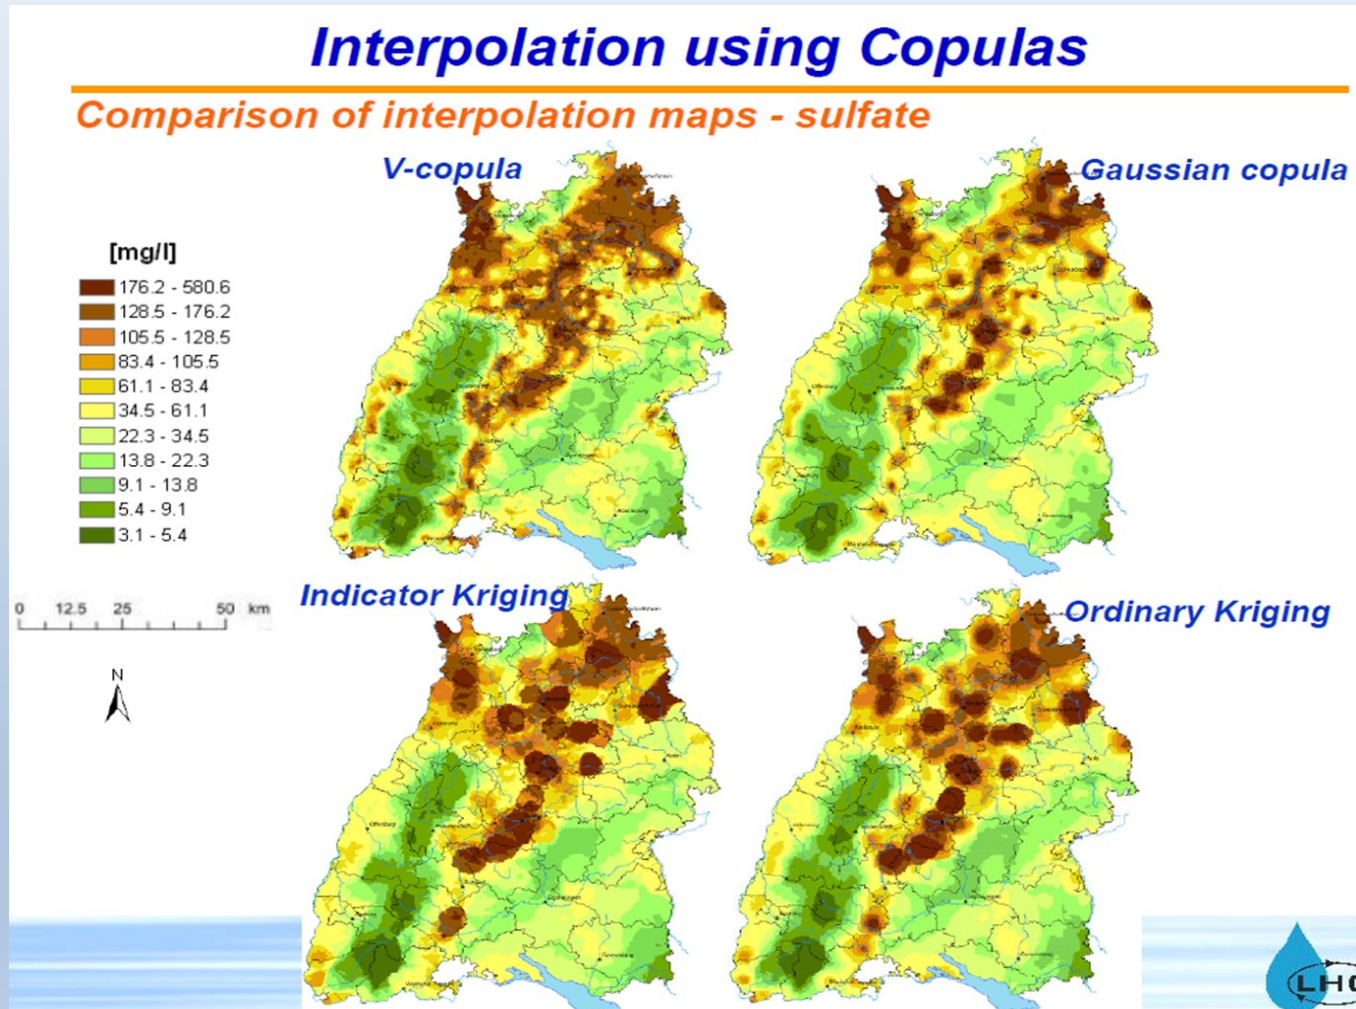 Interpolation using Copulas
Comparison of interpolation maps - sulfate
V-copula
Gaussian copula
[mg/l]
176.2 - 580.6
128.5 - 176.2
105.5 - 128.5
83.4 - 105.5
61.1 - 83.4
34.5 - 61.1
22.3 - 34.5
13.8 - 22.3
9.1 - 13.8
5.4 - 9.1
3.1 - 5.4
Indicator Kriging
Ordinary Kriging
0 12.5 25 50 km
N